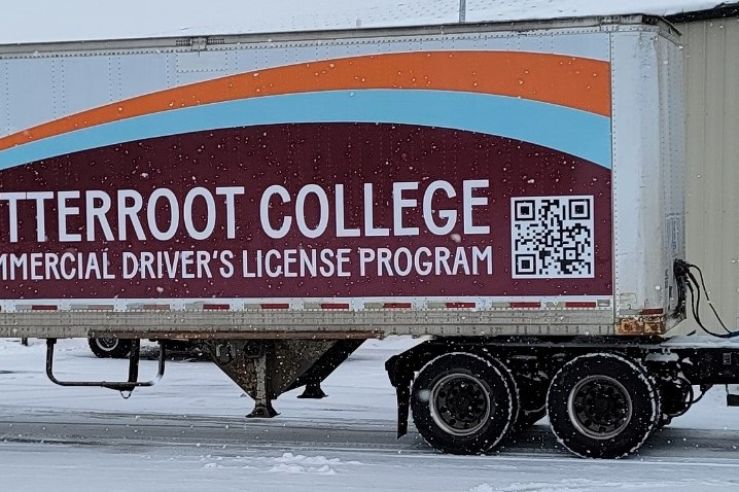 TTERROOT COLLEGE
MMERCIAL DRIVER'S LICENSE PROGRAM